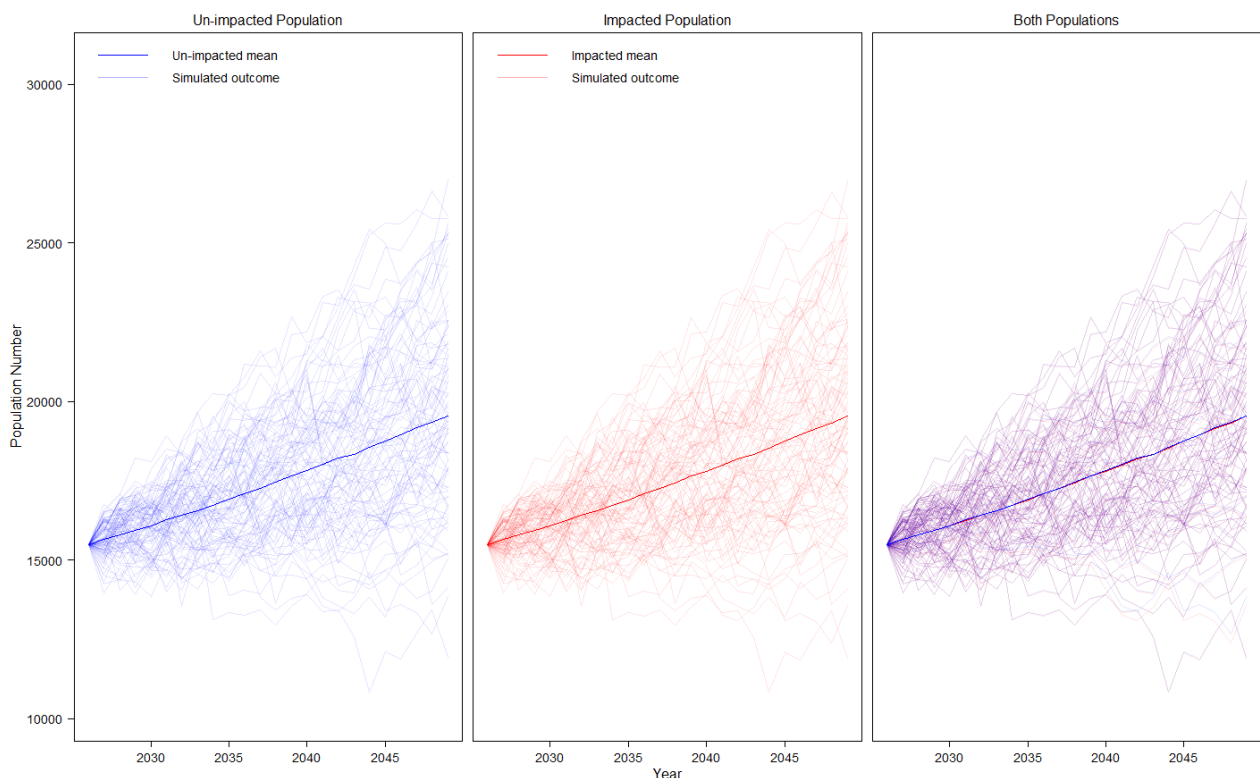 Un-impacted Population
Impacted Population
Both Populations
Un-impacted mean
Simulated outcome
Impacted mean
Simulated outcome
Population Number
30000
25000
20000
15000
10000
2030
2035
2040
2045
2030
2035
2040
2045
2030
2035
2040
2045
Year